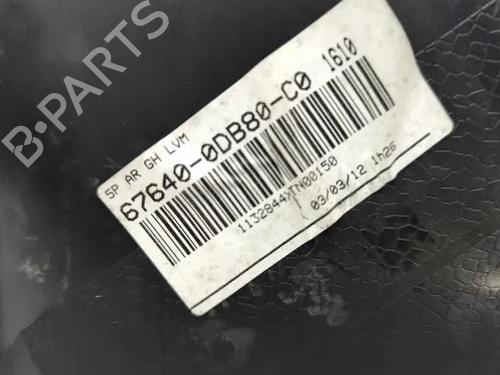 5P AR GH LVM
67640-0DB80-C0 1610
1132844XTN00150
03/03/12 1h26
B-PARTS